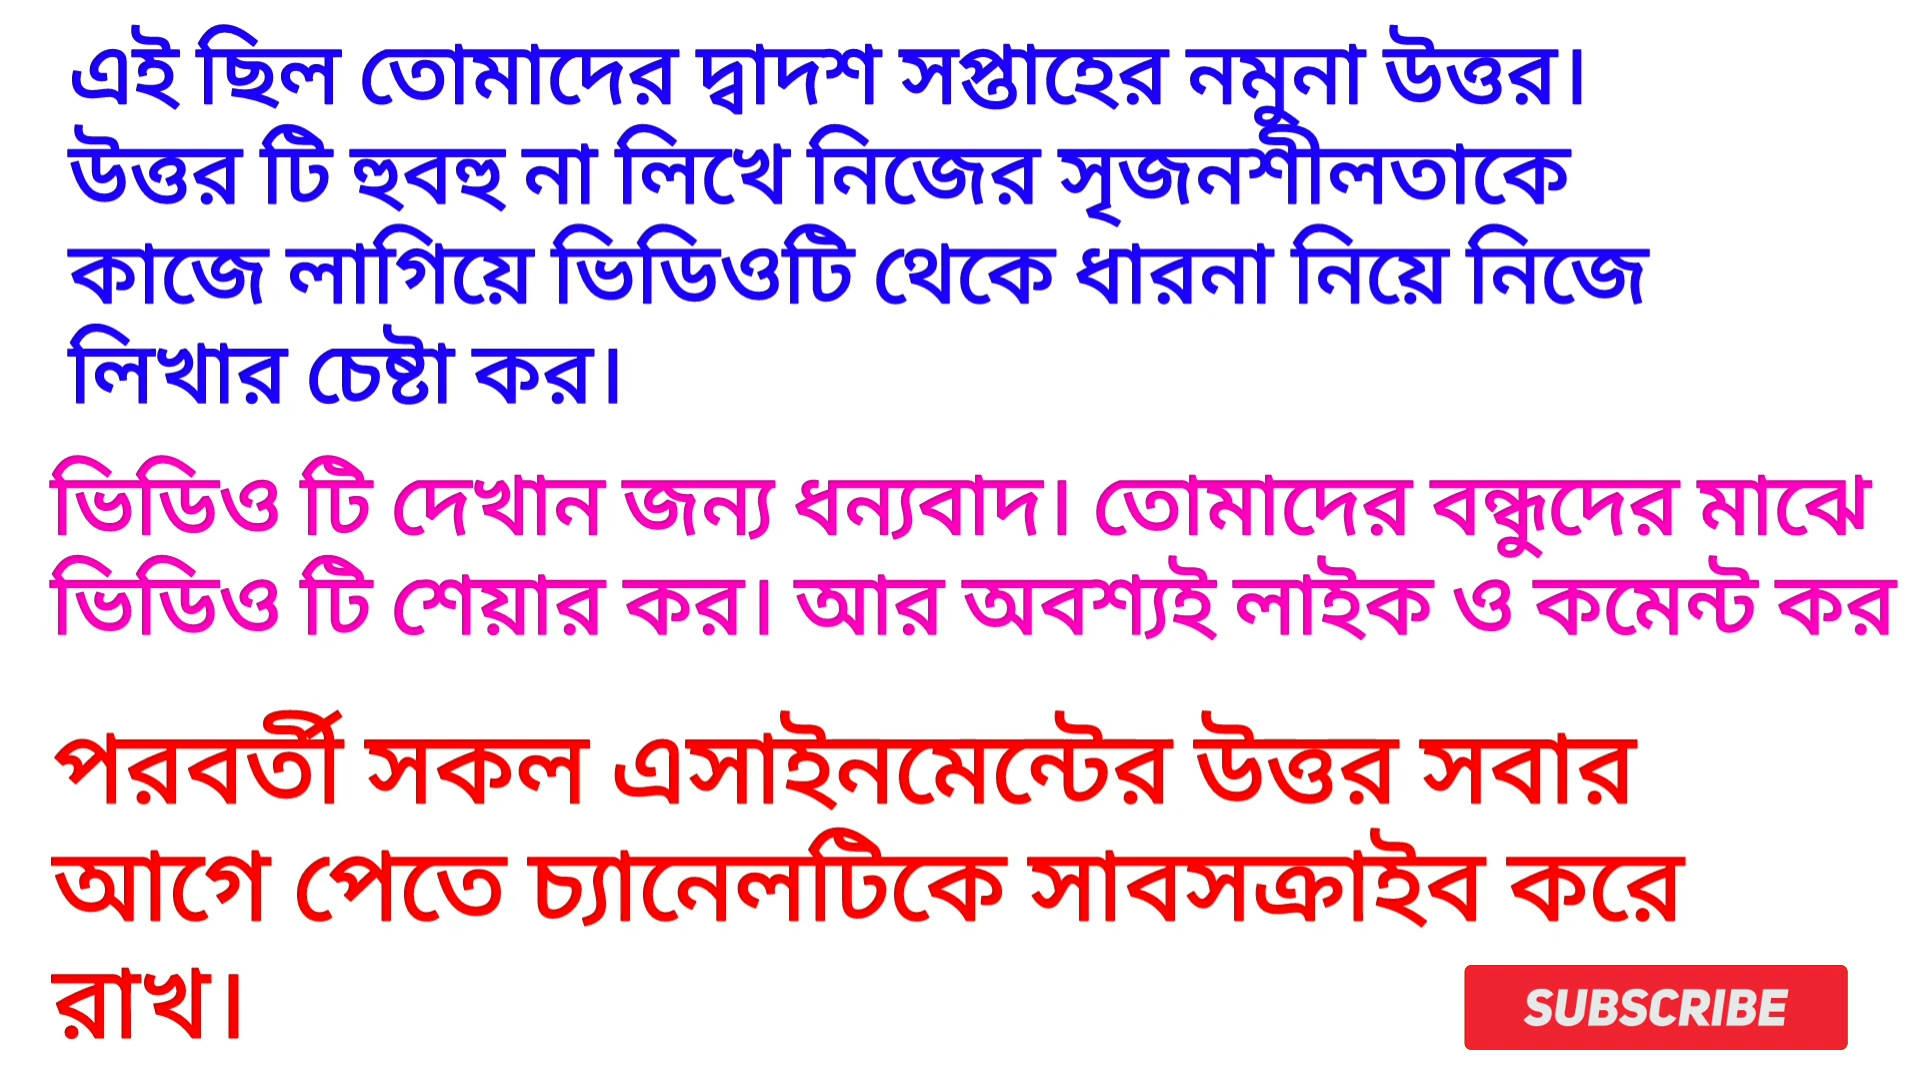 এই ছিল তোমাদের দ্বাদশ সপ্তাহের নমুনা উত্তর।
উত্তর টি হুবহু না লিখে নিজের সৃজনশীলতাকে
কাজে লাগিয়ে ভিডিওটি থেকে ধারনা নিয়ে নিজে
লিখার চেষ্টা কর।
ভিডিও টি দেখান জন্য ধন্যবাদ। তোমাদের বন্ধুদের মাঝে
ভিডিও টি শেয়ার কর। আর অবশ্যই লাইক ও কমেন্ট কর
পরবর্তী সকল এসাইনমেন্টের উত্তর সবার
আগে পেতে চ্যানেলটিকে সাবসক্রাইব করে
রাখ।
SUBSCRIBE